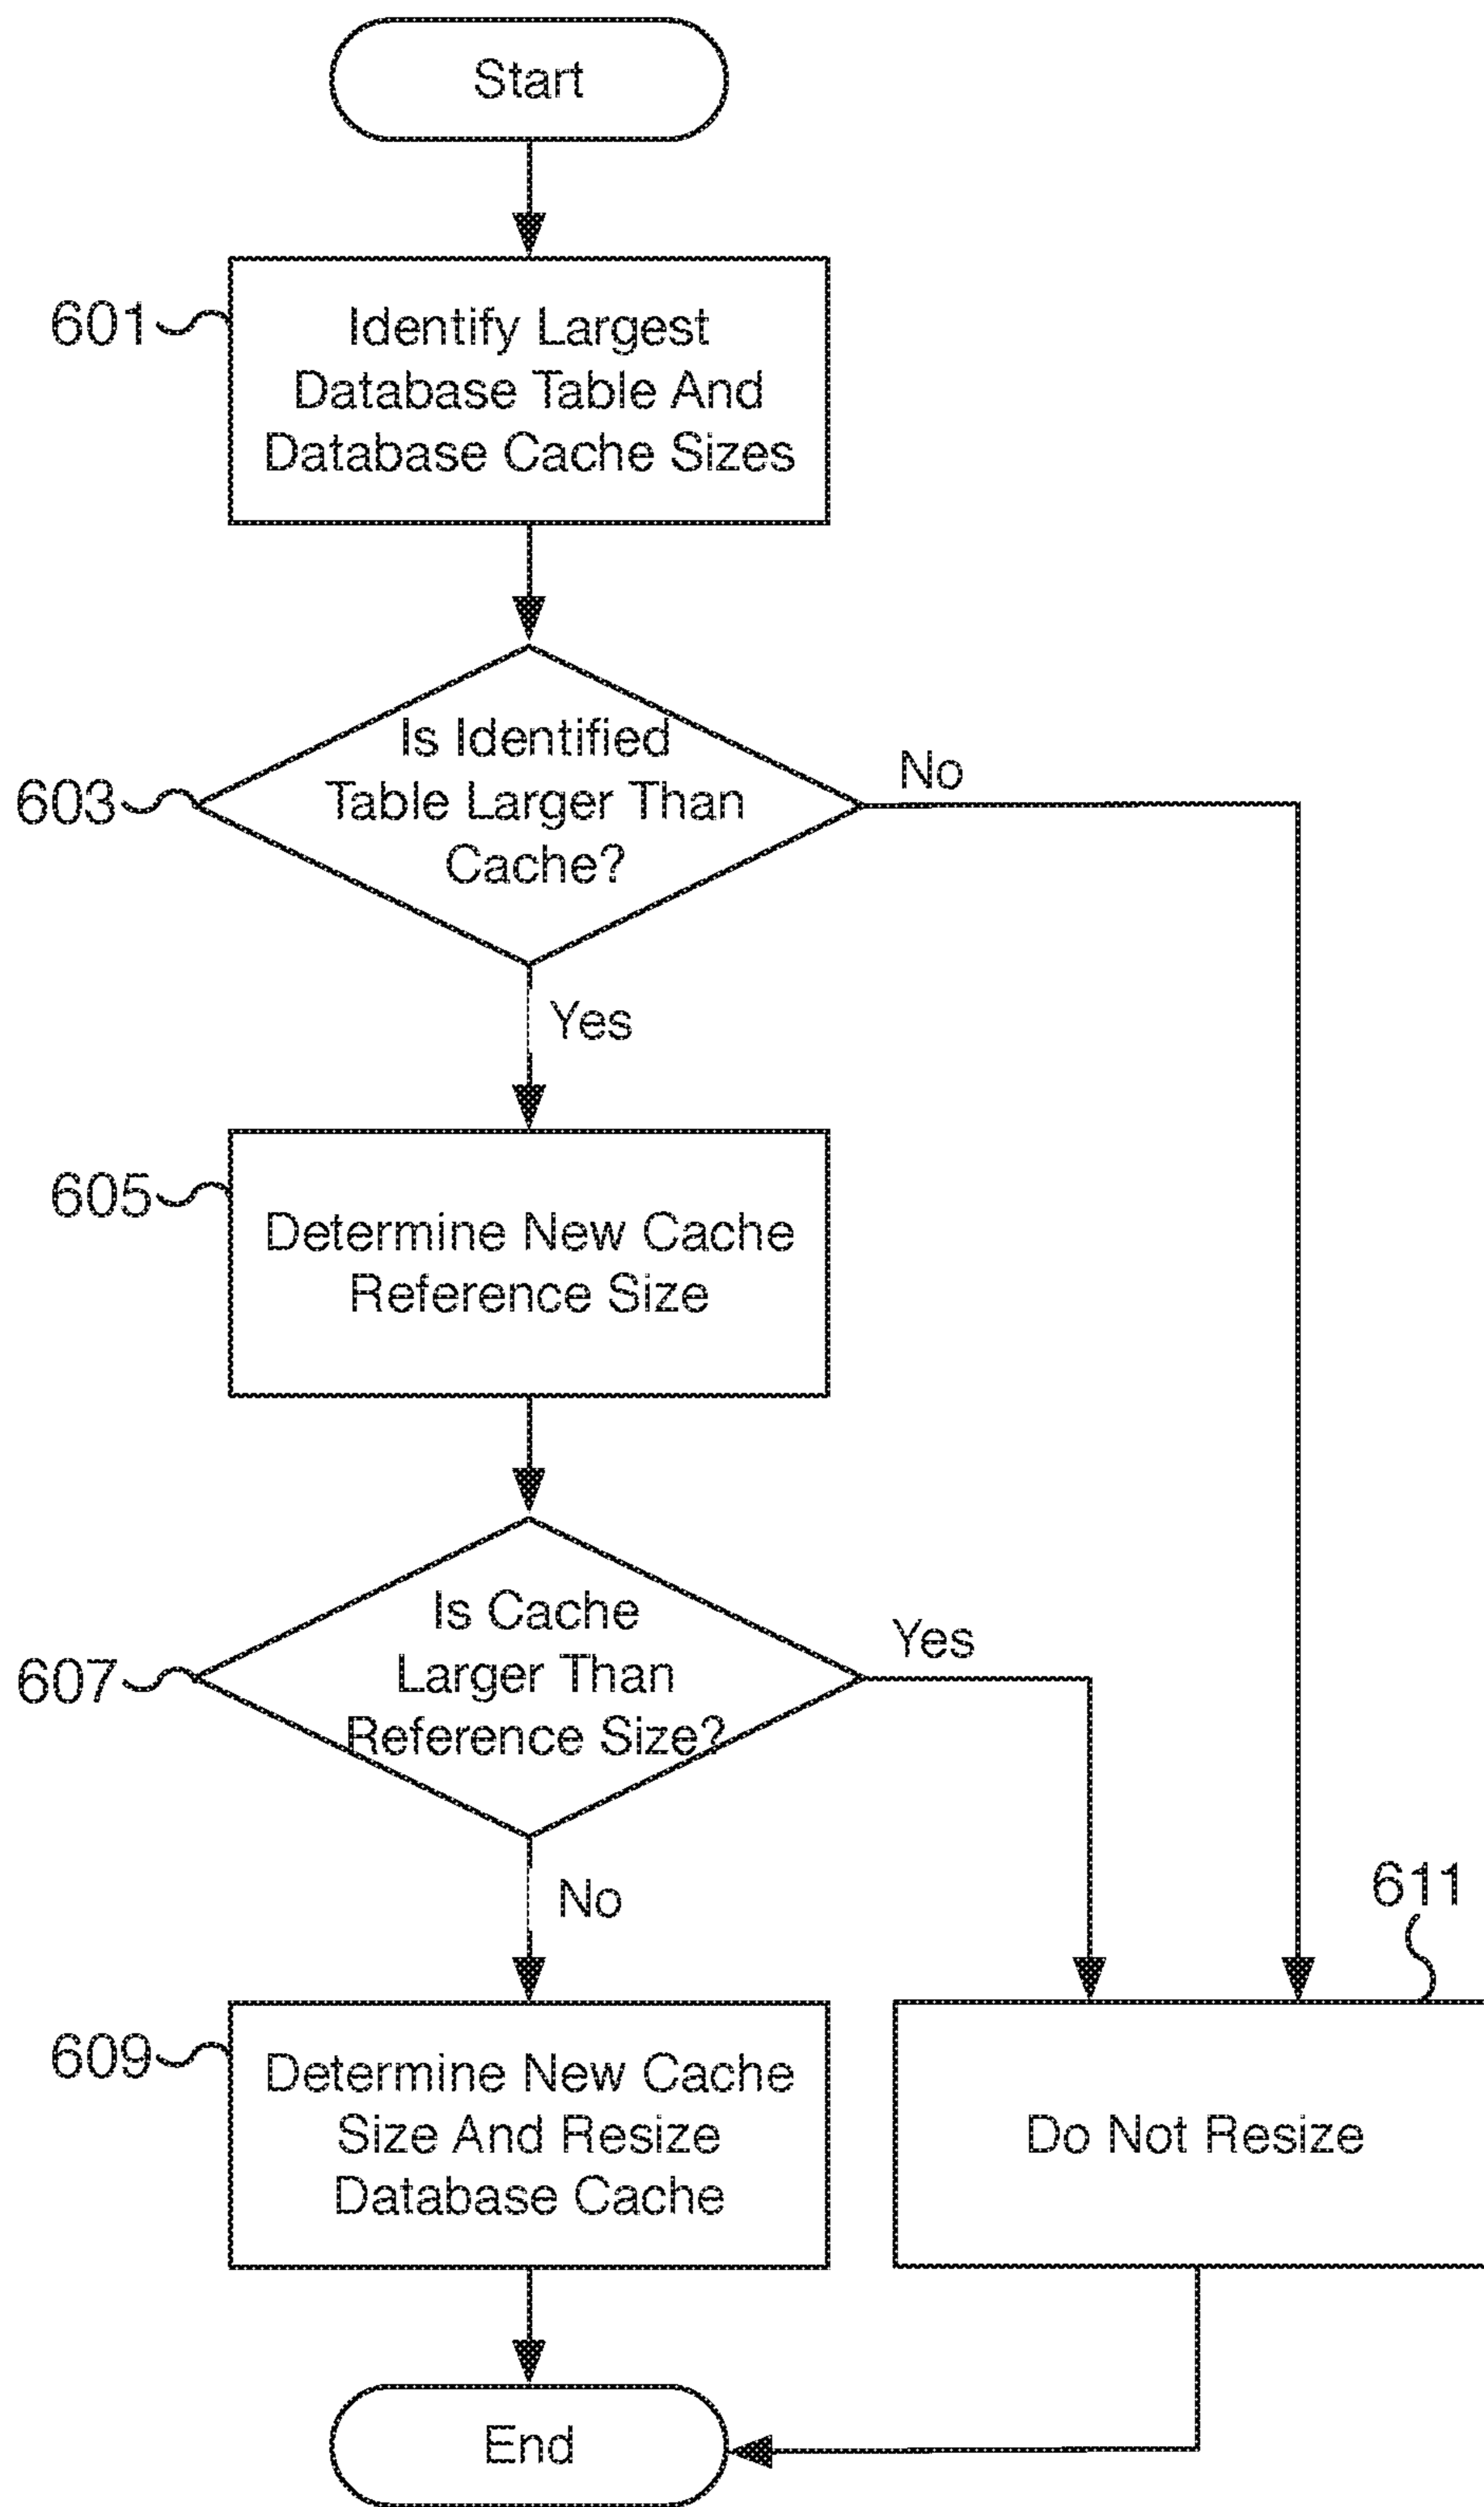 Start
601
Identify Largest
Database Table And
Database Cache Sizes
603
Is Identified
Table Larger Than
Cache?
No
Yes
605
Determine New Cache
Reference Size
607
Is Cache
Larger Than
Reference Size?
Yes
No
611
609
Determine New Cache
Size And Resize
Database Cache
Do Not Resize
End